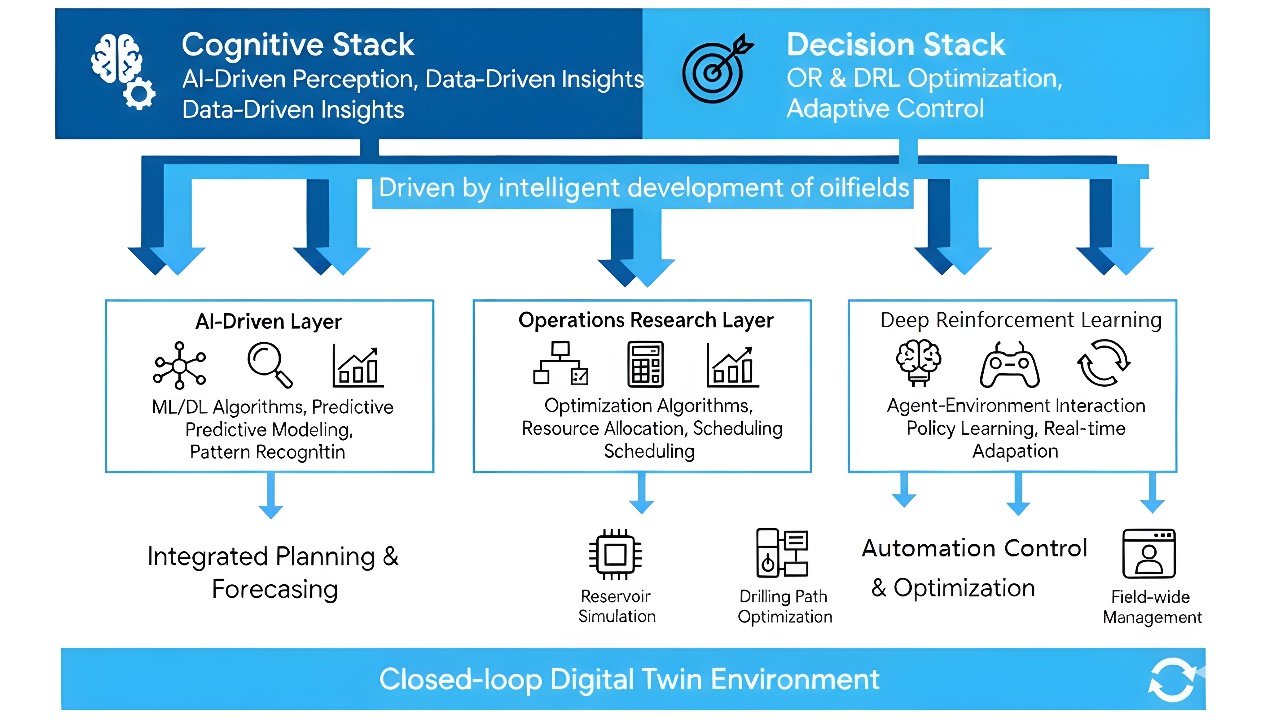 Cognitive Stack
AI-Driven Perception, Data-Driven Insights
Data-Driven Insights
Decision Stack
OR & DRL Optimization,
Adaptive Control
Driven by intelligent development of oilfields
AI-Driven Layer
ML/DL Algorithms, Predictive
Predictive Modeling,
Pattern Recognitin
Operations Research Layer
Optimization Algorithms,
Resource Allocation, Scheduling
Scheduling
Deep Reinforcement Learning
Agent-Environment Interaction
Policy Learning, Real-time
Adapation
Integrated Planning &
Forecasing
Reservoir
Simulation
Drilling Path
Optimization
Automation Control
& Optimization
Field-wide
Management
Closed-loop Digital Twin Environment